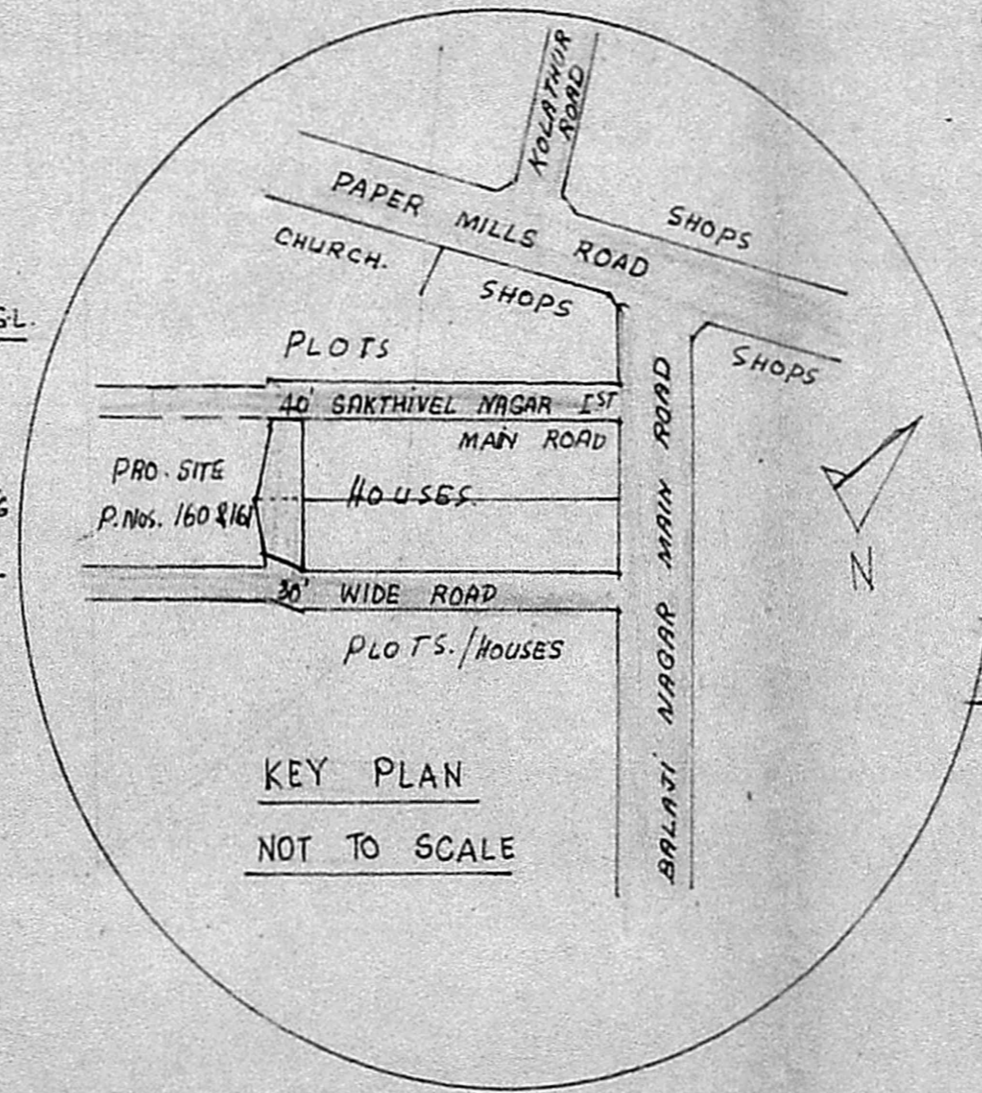 KOLATHUR
ROAD
PAPER MILLS ROAD
SHOPS
CHURCH.
SHOPS
SHOPS
PLOTS
40' SAKTHIVEL NAGAR IST
MAIN ROAD
PRO. SITE
P.Nos. 160 & 161
HOUSES.
30' WIDE ROAD
PLOTS./HOUSES
BALAJI NAGAR MAIN ROAD
N
KEY PLAN
NOT TO SCALE